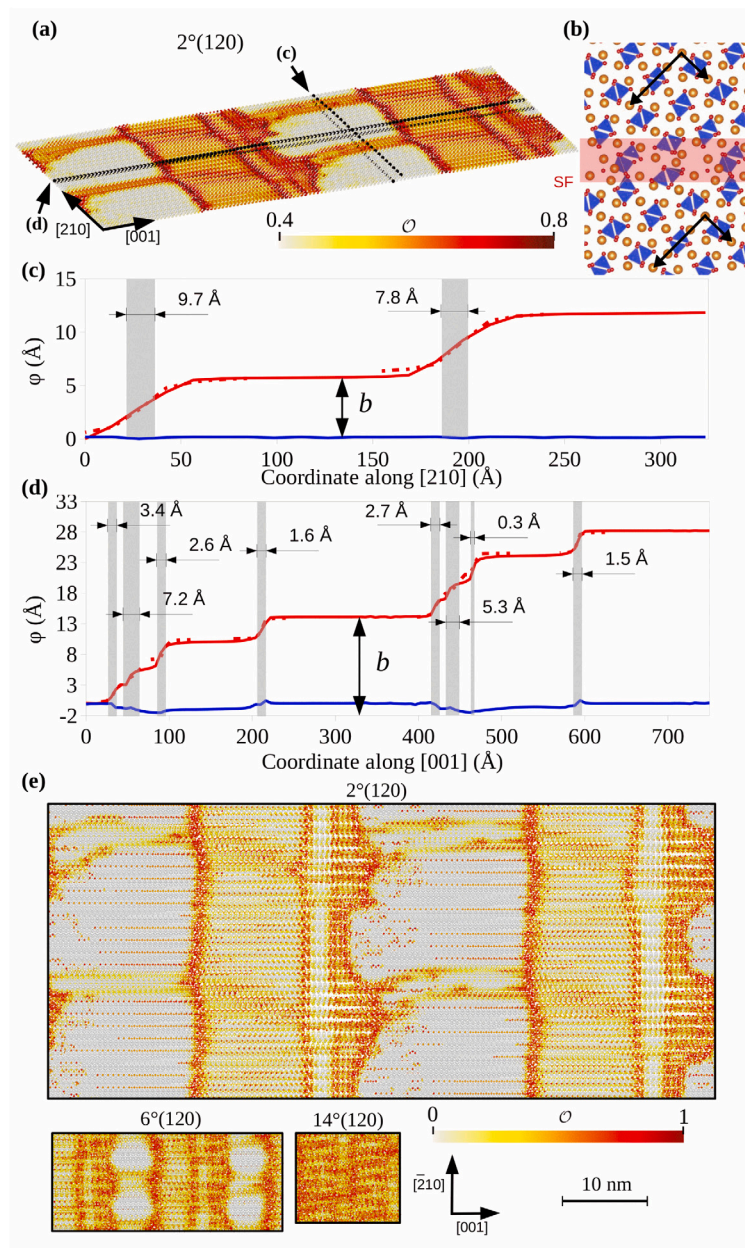 (a)
2°(120)
(c)
(b)
SF
(d)
[210]
[001]
0.4
𝒪
0.8
(c)
15
10
5
0
φ (Å)
9.7 Å
7.8 Å
b
0
50
100
150
200
250
300
Coordinate along [210] (Å)
(d)
33
28
23
18
13
8
3
-2
φ (Å)
3.4 Å
2.6 Å
7.2 Å
1.6 Å
2.7 Å
0.3 Å
5.3 Å
1.5 Å
b
0
100
200
300
400
500
600
700
Coordinate along [001] (Å)
(e)
2°(120)
6°(120)
14°(120)
0
𝒪
1
[2̄10]
[001]
10 nm